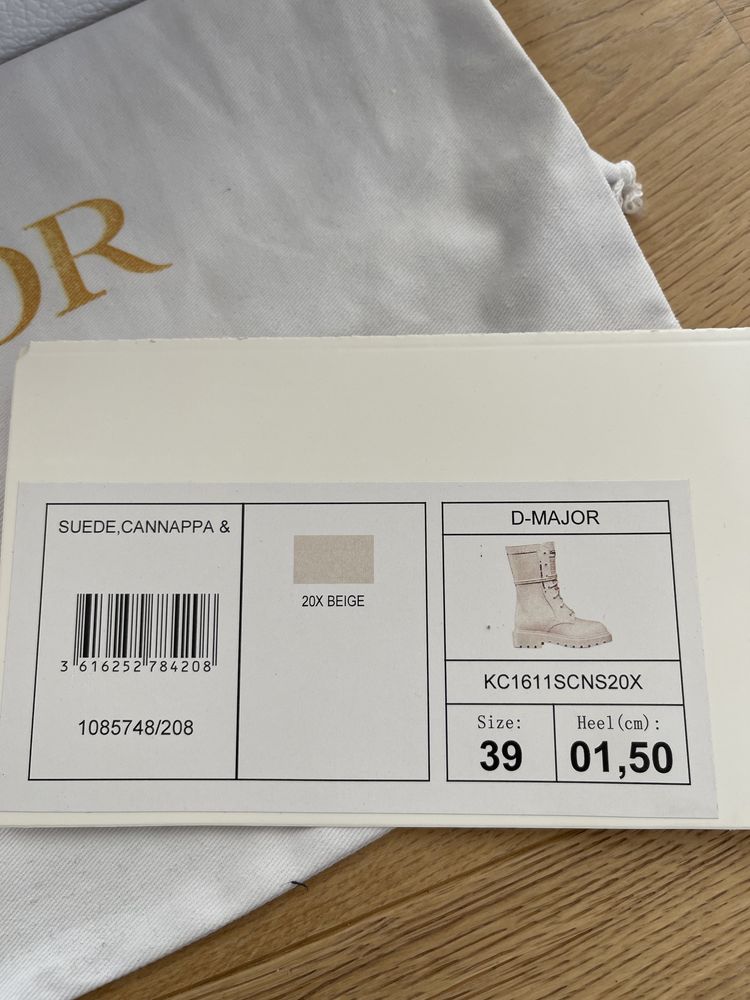 OR
SUEDE,CANNAPPA &
3 616252 784208
1085748/208
20X BEIGE
D-MAJOR
KC1611SCNS20X
Size:
39
Heel(cm):
01,50